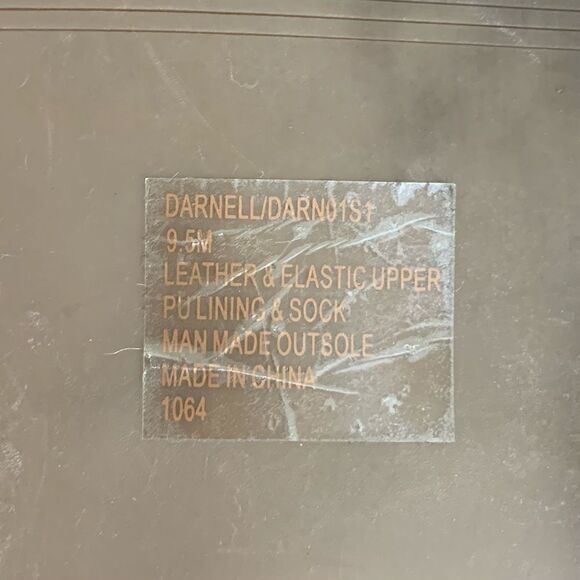 DARNELL/DARN01S1
9.5M
LEATHER & ELASTIC UPPER
PU LINING & SOCK
MAN MADE OUTSOLE
MADE IN CHINA
1064